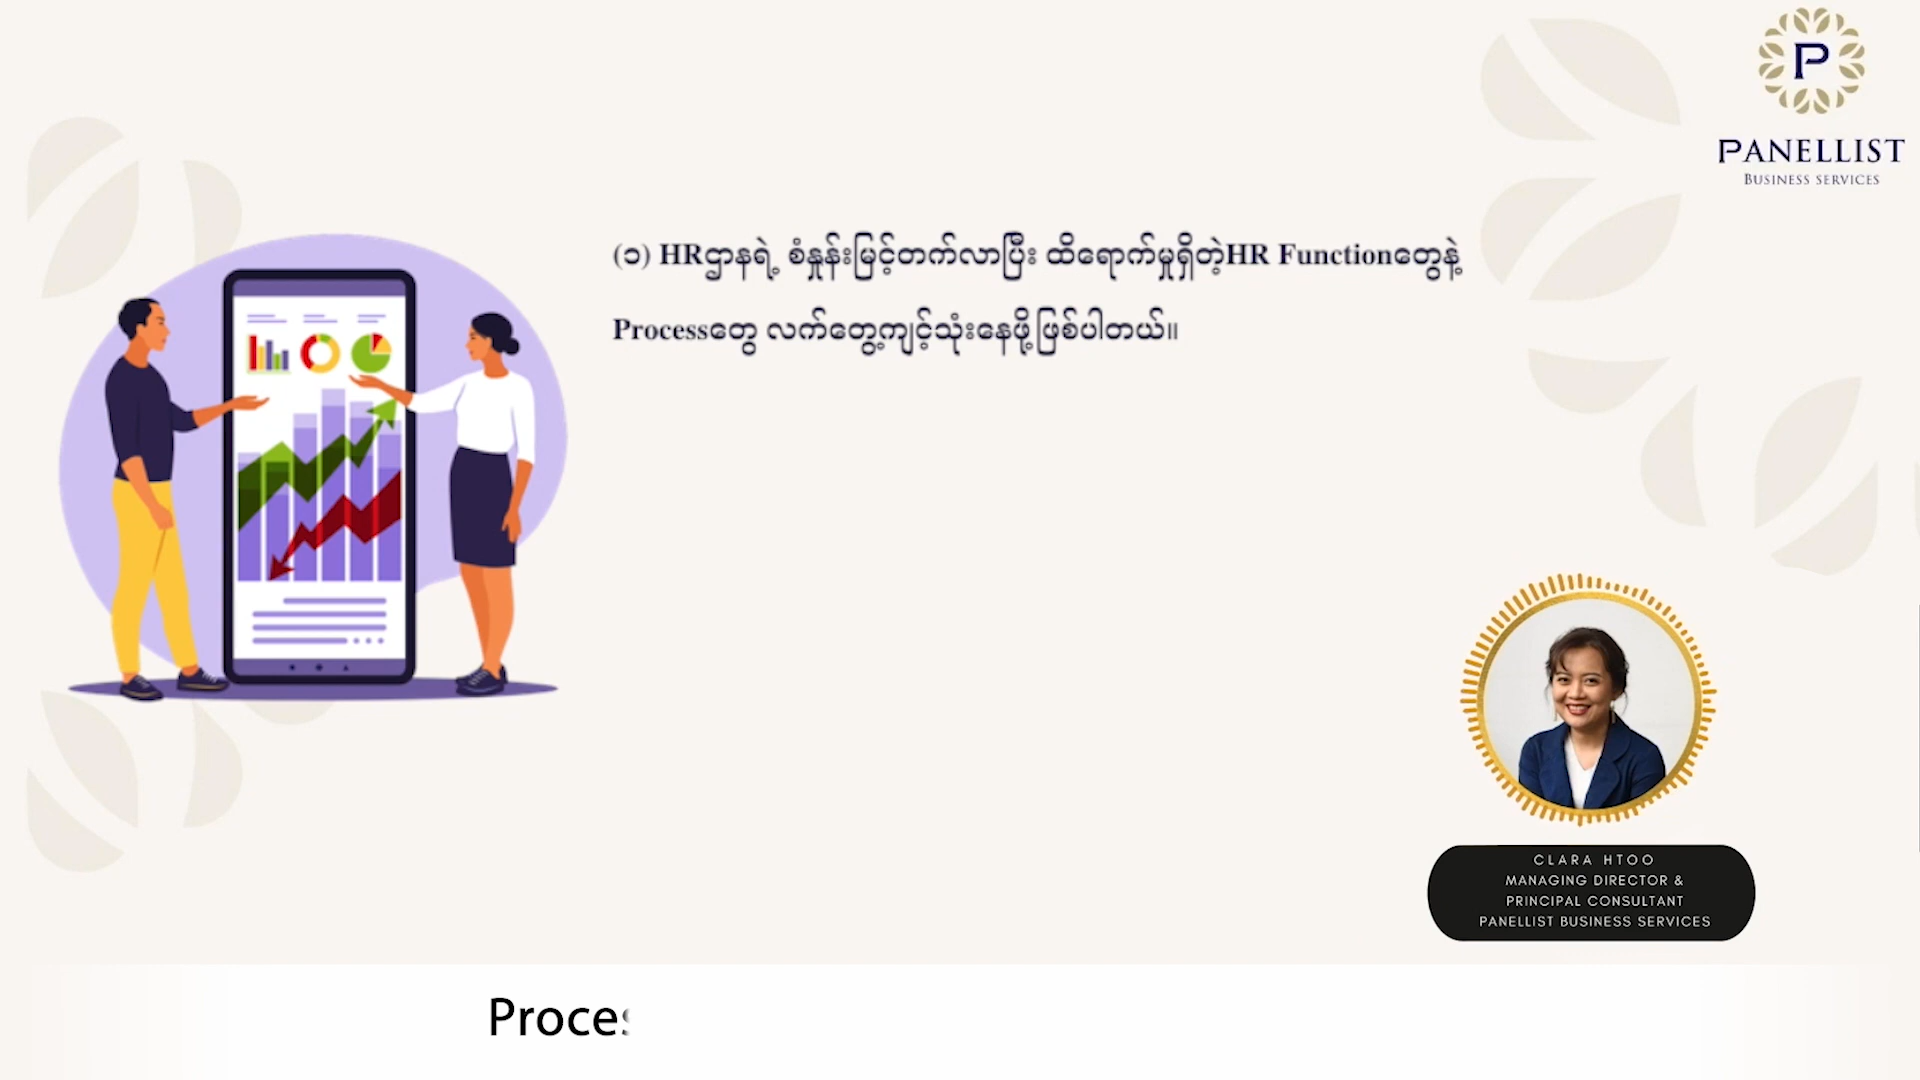 P
PANELLIST
BUSINESS SERVICES
(၁) HRဌာနရဲ့ စံနှုန်းမြင့်တက်လာပြီး ထိရောက်မှုရှိတဲ့HR Functionတွေနဲ့
Processတွေ လက်တွေ့ကျင့်သုံးနေဖို့ဖြစ်ပါတယ်။
CLARA HTOO
MANAGING DIRECTOR &
PRINCIPAL CONSULTANT
PANELLIST BUSINESS SERVICES
Proces